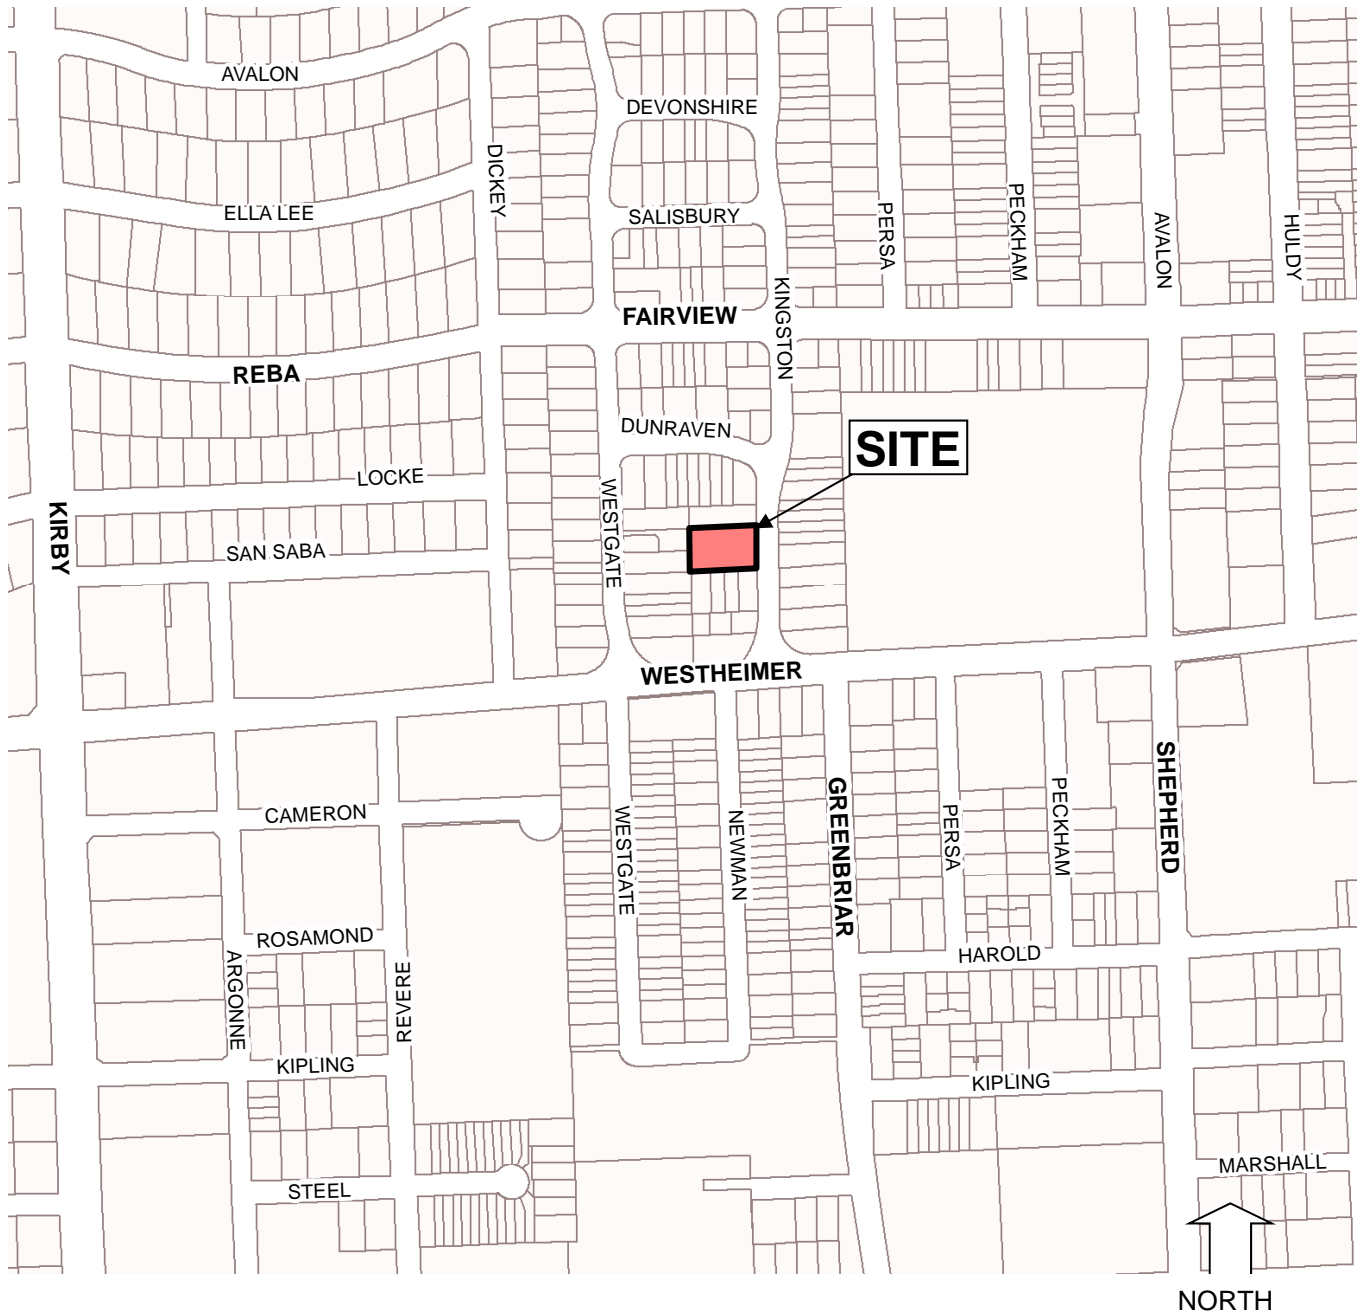 AVALON
DEVONSHIRE
DICKEY
ELLA LEE
SALISBURY
PERSA
PECKHAM
AVALON
HULDY
KINGSTON
FAIRVIEW
REBA
DUNRAVEN
SITE
LOCKE
WESTGATE
KIRBY
SAN SABA
WESTHEIMER
SHEPHERD
CAMERON
WESTGATE
NEWMAN
GREENBRIAR
PERSA
PECKHAM
ROSAMOND
HAROLD
ARGONNE
REVERE
KIPLING
KIPLING
MARSHALL
STEEL
NORTH